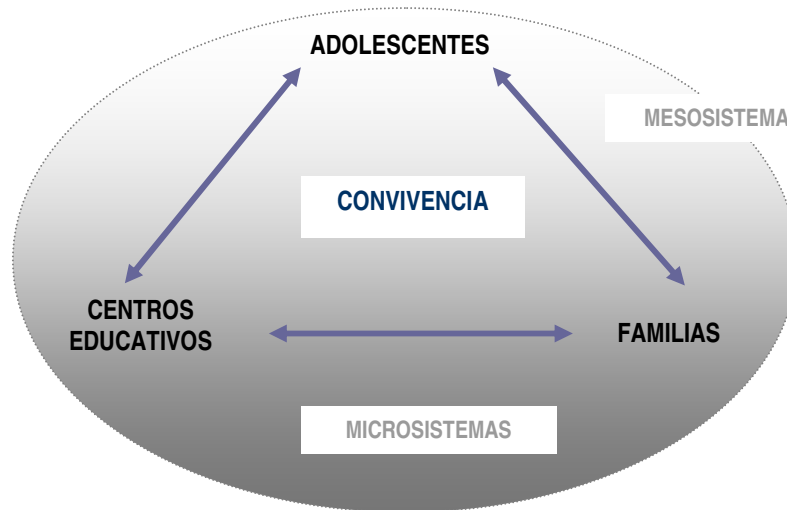 ADOLESCENTES
MESOSISTEMA
CONVIVENCIA
CENTROS
EDUCATIVOS
FAMILIAS
MICROSISTEMAS